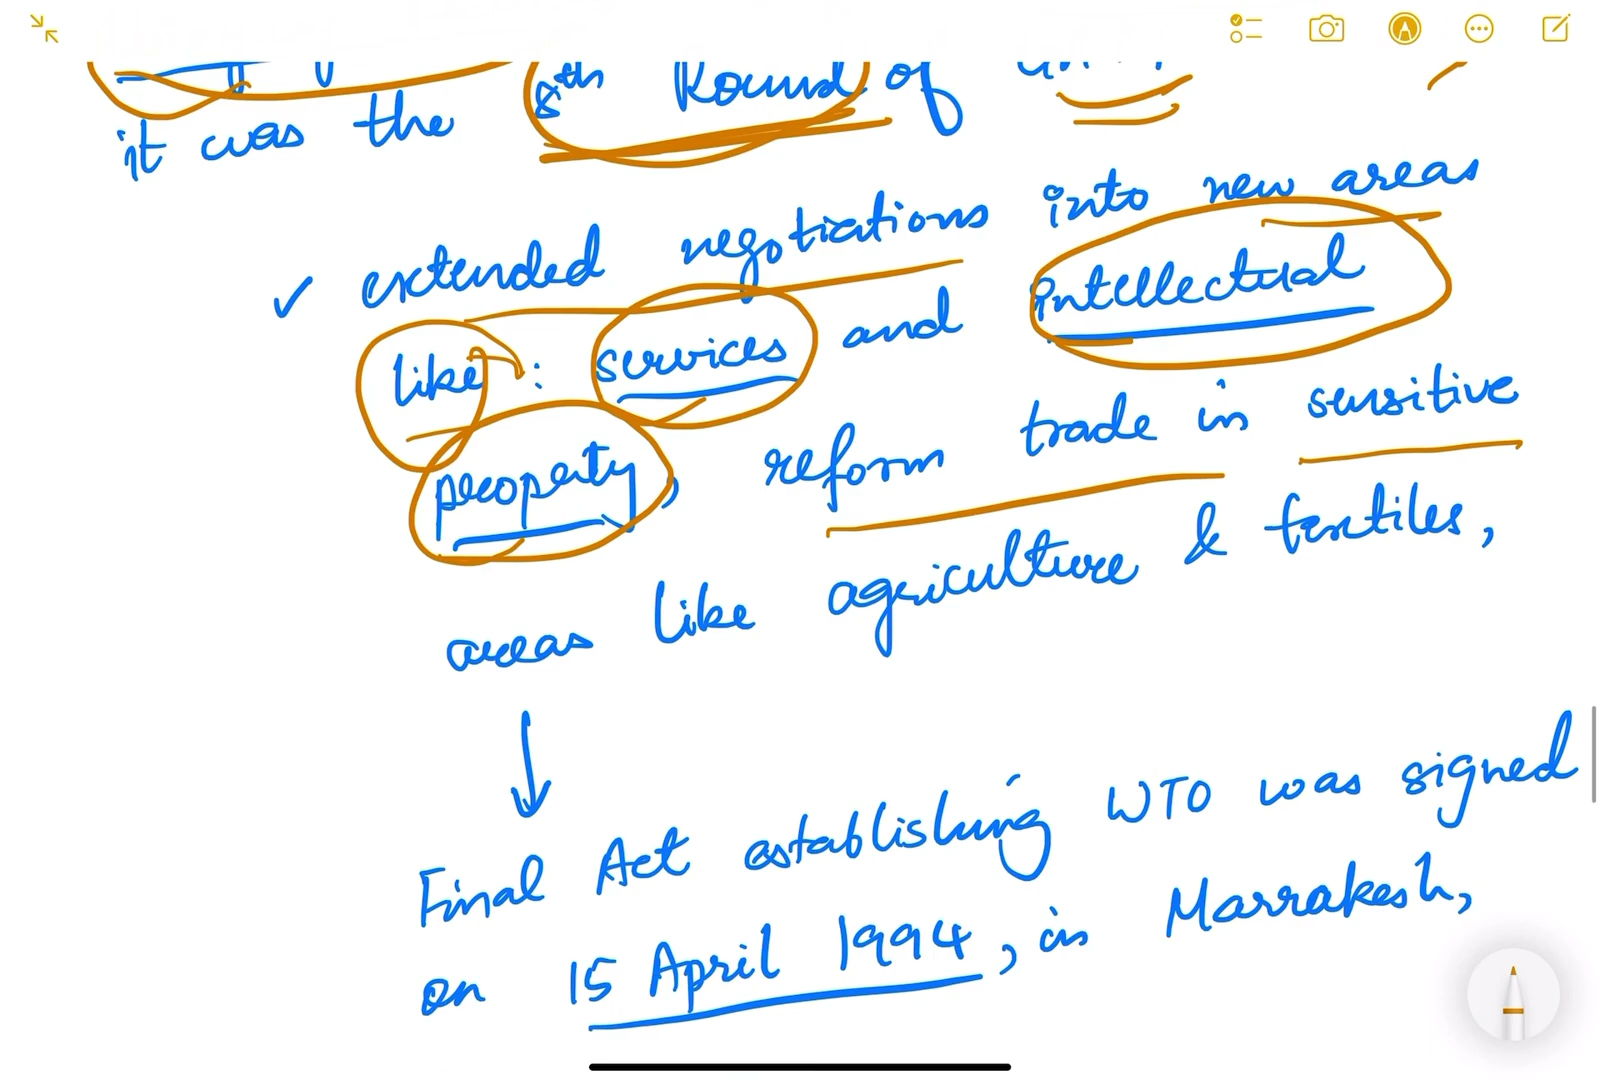 it was the 8th Round of
✓ extended negotiations into new areas
like : services and intellectual
property, reform trade in sensitive
areas like agriculture & textiles,
↓
Final Act establishing WTO was signed
on 15 April 1994, in Marrakesh,